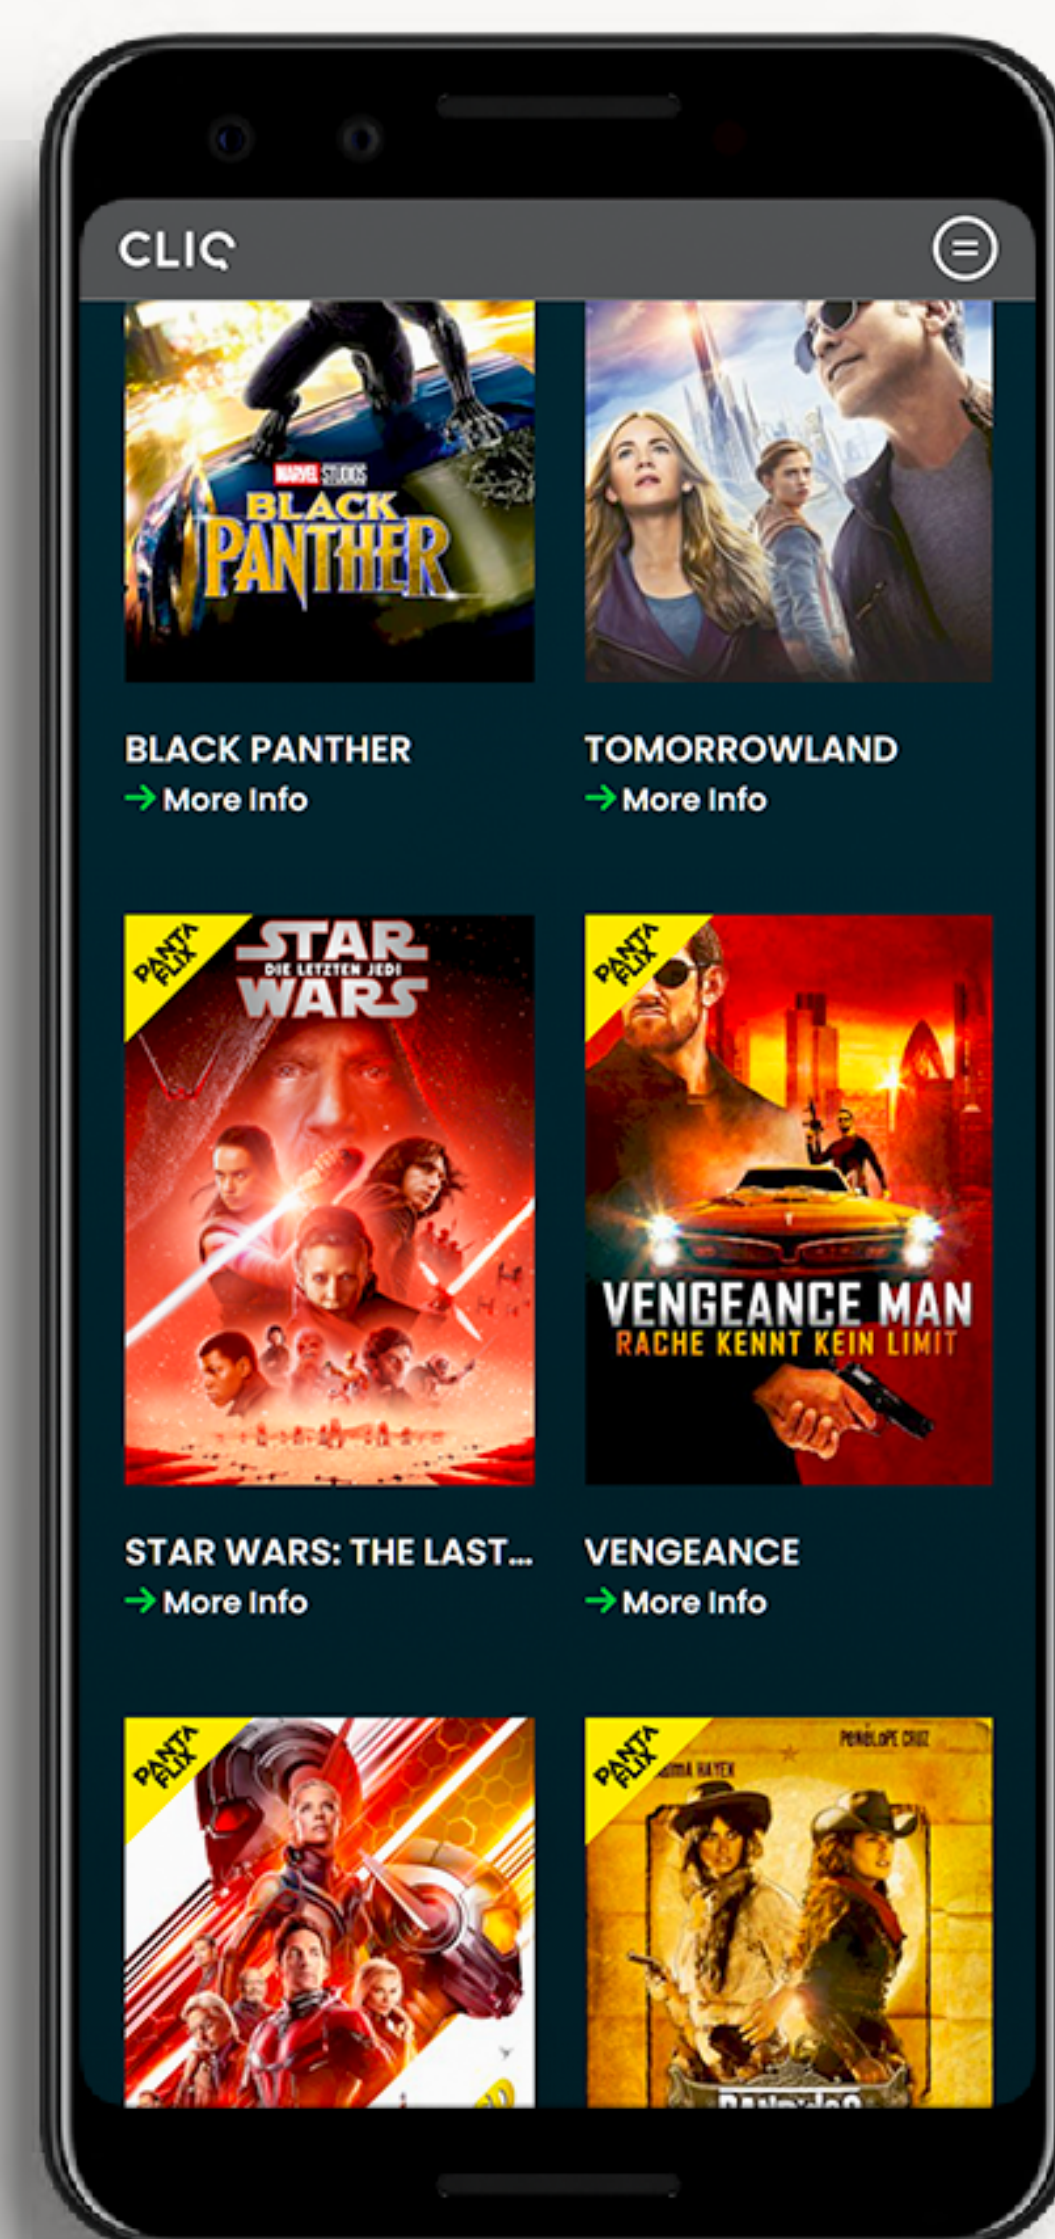 CLIQ
MARVEL STUDIOS
BLACK
PANTHER
BLACK PANTHER
→ More Info
TOMORROWLAND
→ More Info
PANTA
FLIX
STAR
DIE LETZTEN JEDI
WARS
PANTA
FLIX
VENGEANCE MAN
RACHE KENNT KEIN LIMIT
STAR WARS: THE LAST...
→ More Info
VENGEANCE
→ More Info
PANTA
FLIX
PANTA
FLIX
PENÉLOPE CRUZ
HAYEK